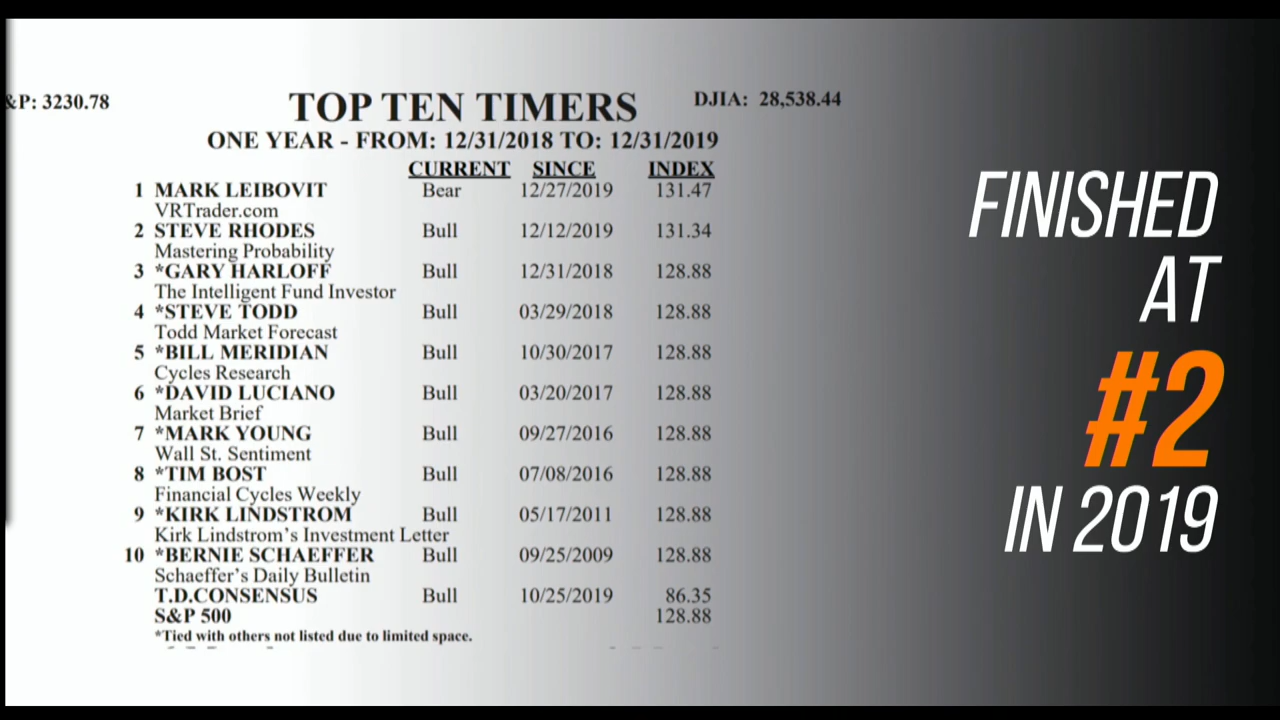 &P: 3230.78
TOP TEN TIMERS
DJIA: 28,538.44
ONE YEAR - FROM: 12/31/2018 TO: 12/31/2019
CURRENT SINCE INDEX
1 MARK LEIBOVIT Bear 12/27/2019 131.47
VRTrader.com
2 STEVE RHODES Bull 12/12/2019 131.34
Mastering Probability
3 *GARY HARLOFF Bull 12/31/2018 128.88
The Intelligent Fund Investor
4 *STEVE TODD Bull 03/29/2018 128.88
Todd Market Forecast
5 *BILL MERIDIAN Bull 10/30/2017 128.88
Cycles Research
6 *DAVID LUCIANO Bull 03/20/2017 128.88
Market Brief
7 *MARK YOUNG Bull 09/27/2016 128.88
Wall St. Sentiment
8 *TIM BOST Bull 07/08/2016 128.88
Financial Cycles Weekly
9 *KIRK LINDSTROM Bull 05/17/2011 128.88
Kirk Lindstrom's Investment Letter
10 *BERNIE SCHAEFFER Bull 09/25/2009 128.88
Schaeffer's Daily Bulletin
T.D.CONSENSUS Bull 10/25/2019 86.35
S&P 500 128.88
*Tied with others not listed due to limited space.
FINISHED
AT
#2
IN 2019